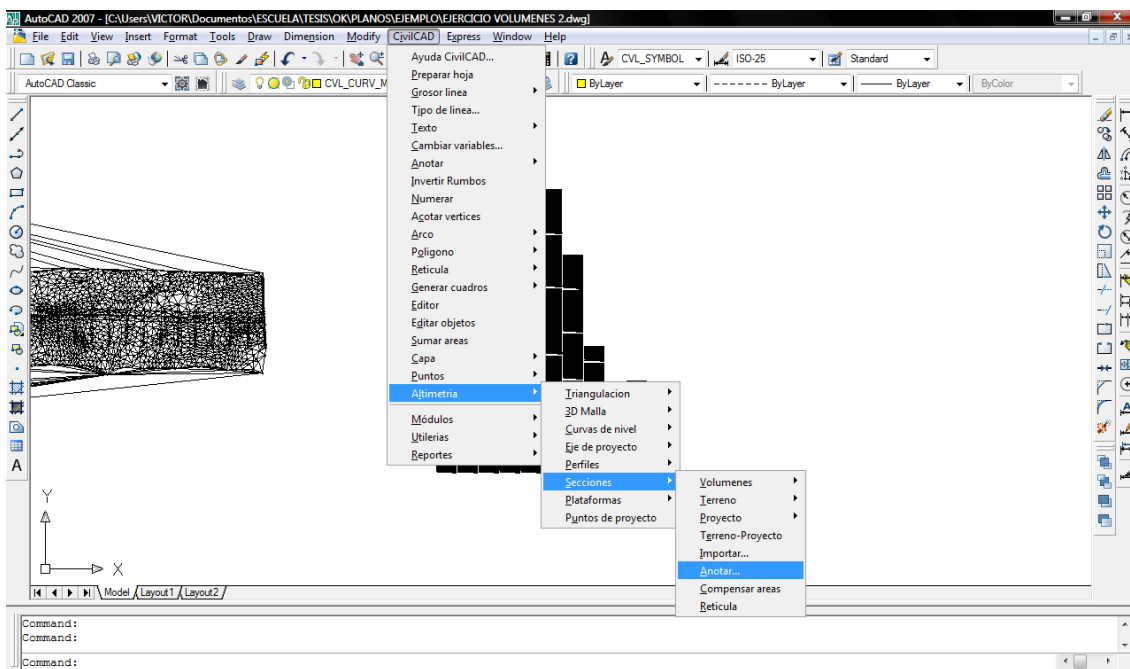 AutoCAD 2007 - [C:\Users\VICTOR\Documentos\ESCUELA\TESIS\OK\PLANOS\EJEMPLO\EJERCICIO VOLUMENES 2.dwg]
File Edit View Insert Format Tools Draw Dimension Modify CivilCAD Express Window Help
CVL_SYMBOL ISO-25 Standard
AutoCAD Classic CVL_CURV_M ByLayer ByLayer ByLayer ByColor
Ayuda CivilCAD...
Preparar hoja
Grosor linea
Tipo de linea...
Texto
Cambiar variables...
Anotar
Invertir Rumbos
Numerar
Acotar vertices
Arco
Poligono
Reticula
Generar cuadros
Editor
Editar objetos
Sumar areas
Capa
Puntos
Altimetria
Módulos
Utilerias
Reportes
Triangulacion
3D Malla
Curvas de nivel
Eje de proyecto
Perfiles
Secciones
Plataformas
Puntos de proyecto
Volumenes
Terreno
Proyecto
Terreno-Proyecto
Importar...
Anotar...
Compensar areas
Reticula
A
Y
X
Model Layout1 Layout2
Command:
Command:
Command: